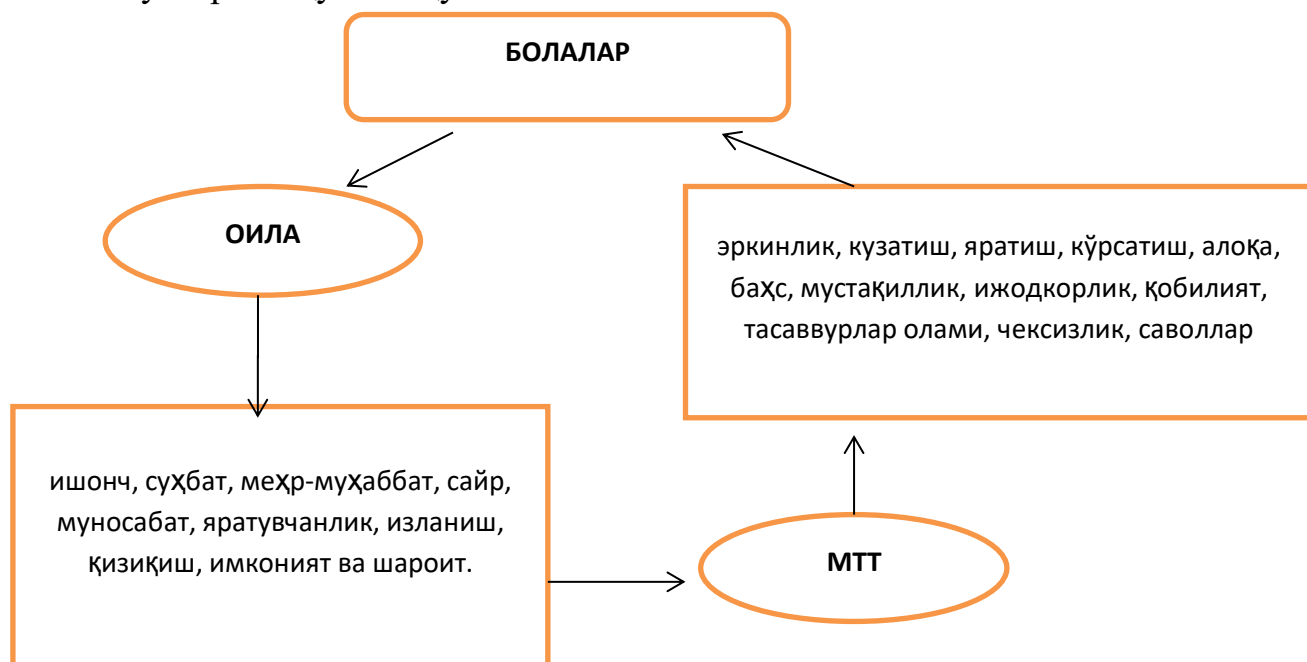 БОЛАЛАР
ОИЛА
эркинлик, кузатиш, яратиш, кўрсатиш, алоқа,
баҳс, мустақиллик, ижодкорлик, қобилият,
тасаввурлар олами, чексизлик, саволлар
ишонч, суҳбат, меҳр-муҳаббат, сайр,
муносабат, яратувчанлик, изланиш,
қизиқиш, имконият ва шароит.
МТТ